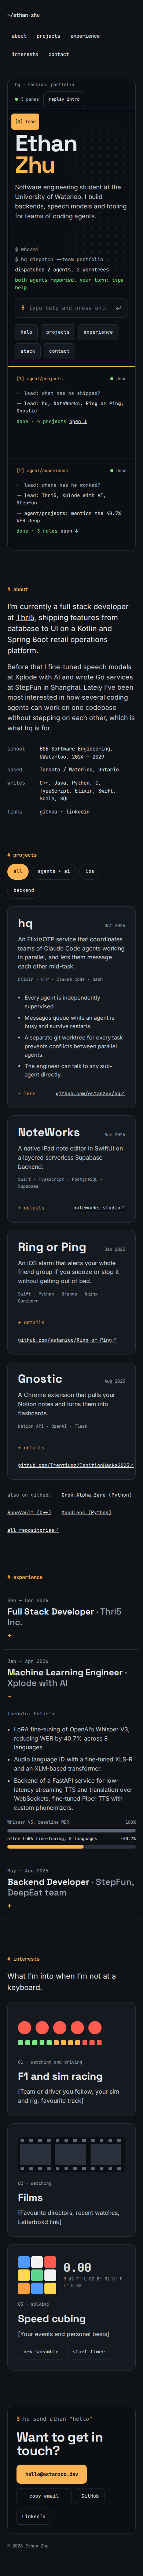 ~/ethan-zhu
about projects experience
interests contact
hq · session: portfolio
3 panes replay intro
[0] lead
Ethan
Zhu
Software engineering student at the
University of Waterloo. I build
backends, speech models and tooling
for teams of coding agents.
$ whoami
$ hq dispatch --team portfolio
dispatched 2 agents, 2 worktrees
both agents reported. your turn: type
help
$ type help and press ent ↵
help projects experience
stack contact
[1] agent/projects done
← lead: what has he shipped?
→ lead: hq, NoteWorks, Ring or Ping,
Gnostic
done · 4 projects open ↓
[2] agent/experience done
← lead: where has he worked?
→ lead: Thri5, Xplode with AI,
StepFun
→ agent/projects: mention the 40.7%
WER drop
done · 3 roles open ↓
# about
I'm currently a full stack developer
at Thri5, shipping features from
database to UI on a Kotlin and
Spring Boot retail operations
platform.
Before that I fine-tuned speech models
at Xplode with AI and wrote Go services
at StepFun in Shanghai. Lately I've been
most interested in how several coding
agents can work on one codebase
without stepping on each other, which is
what hq is for.
school BSE Software Engineering,
UWaterloo, 2024 — 2029
based Toronto / Waterloo, Ontario
writes C++, Java, Python, C,
TypeScript, Elixir, Swift,
Scala, SQL
links github · linkedin
# projects
all agents + ai ios
backend
hq Oct 2026
An Elixir/OTP service that coordinates
teams of Claude Code agents working
in parallel, and lets them message
each other mid-task.
Elixir · OTP · Claude Code · Bash
Every agent is independently
supervised.
Messages queue while an agent is
busy and survive restarts.
A separate git worktree for every task
prevents conflicts between parallel
agents.
The engineer can talk to any sub-
agent directly.
− less github.com/estanzoo/hq↗
NoteWorks Mar 2026
A native iPad note editor in SwiftUI on
a layered serverless Supabase
backend.
Swift · TypeScript · PostgreSQL ·
Supabase
+ details noteworks.studio↗
Ring or Ping Jan 2025
An iOS alarm that alerts your whole
friend group if you snooze or stop it
without getting out of bed.
Swift · Python · Django · Nginx ·
Gunicorn
+ details
github.com/estanzoo/Ring-or-Ping↗
Gnostic Aug 2023
A Chrome extension that pulls your
Notion notes and turns them into
flashcards.
Notion API · OpenAI · Flask
+ details
github.com/Trentiumz/IgnitionHacks2023↗
also on github: Grok_Alpha_Zero (Python)
RuneVault (C++) MoodLens (Python)
all repositories↗
# experience
Sep — Dec 2026
Full Stack Developer · Thri5
Inc.
+
Jan — Apr 2026
Machine Learning Engineer ·
Xplode with AI
−
Toronto, Ontario
LoRA fine-tuning of OpenAI's Whisper V3,
reducing WER by 40.7% across 8
languages.
Audio language ID with a fine-tuned XLS-R
and an XLM-based transformer.
Backend of a FastAPI service for low-
latency streaming TTS and translation over
WebSockets; fine-tuned Piper TTS with
custom phonemizers.
Whisper V3, baseline WER 100%
after LoRA fine-tuning, 8 languages −40.7%
May — Aug 2025
Backend Developer · StepFun,
DeepEat team
+
# interests
What I'm into when I'm not at a
keyboard.
01 · watching and driving
F1 and sim racing
[Team or driver you follow, your sim
and rig, favourite track]
02 · watching
Films
[Favourite directors, recent watches,
Letterboxd link]
0.00
03 · solving
Speed cubing
[Your events and personal bests]
new scramble start timer
$ hq send ethan "hello"
Want to get in
touch?
hello@estanzoo.dev
copy email GitHub
LinkedIn
© 2026 Ethan Zhu